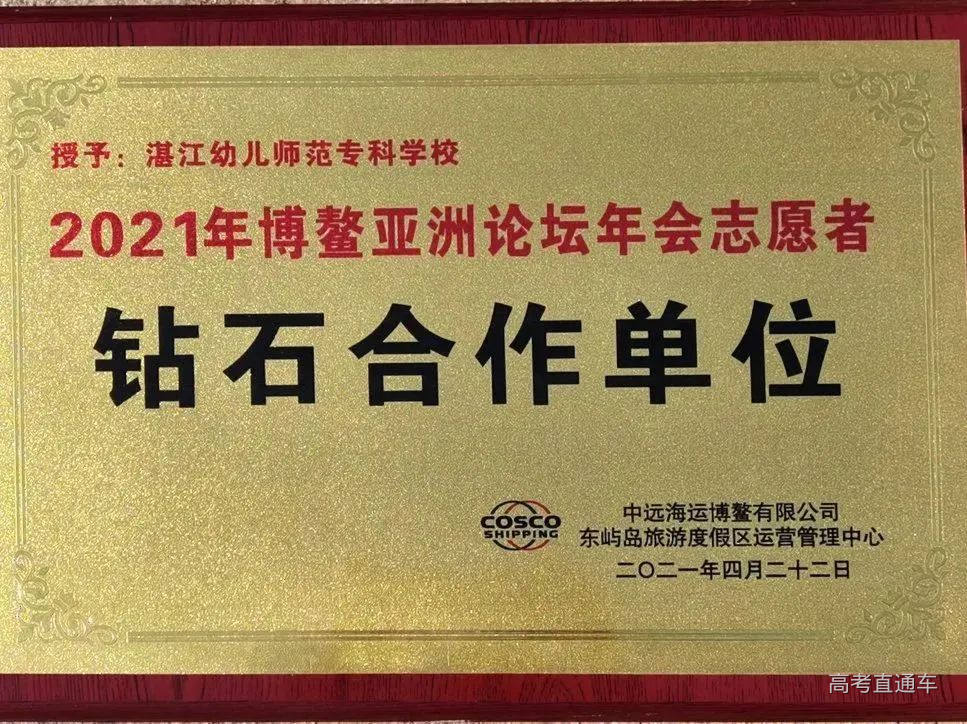 授予：湛江幼儿师范专科学校
2021年博鳌亚洲论坛年会志愿者
钻石合作单位
COSCO
SHIPPING
中远海运博鳌有限公司
东屿岛旅游度假区运营管理中心
二〇二一年四月二十二日
高考直通车